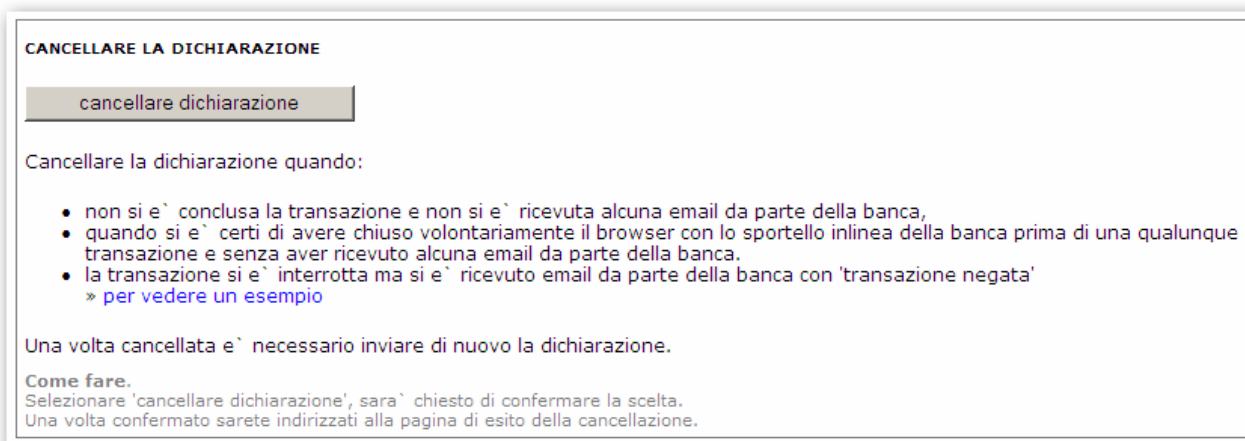 CANCELLARE LA DICHIARAZIONE
cancellare dichiarazione
Cancellare la dichiarazione quando:
• non si e` conclusa la transazione e non si e` ricevuta alcuna email da parte della banca,
• quando si e` certi di avere chiuso volontariamente il browser con lo sportello inlinea della banca prima di una qualunque
transazione e senza aver ricevuto alcuna email da parte della banca.
• la transazione si e` interrotta ma si e` ricevuto email da parte della banca con 'transazione negata'
» per vedere un esempio
Una volta cancellata e` necessario inviare di nuovo la dichiarazione.
Come fare.
Selezionare 'cancellare dichiarazione', sara` chiesto di confermare la scelta.
Una volta confermato sarete indirizzati alla pagina di esito della cancellazione.